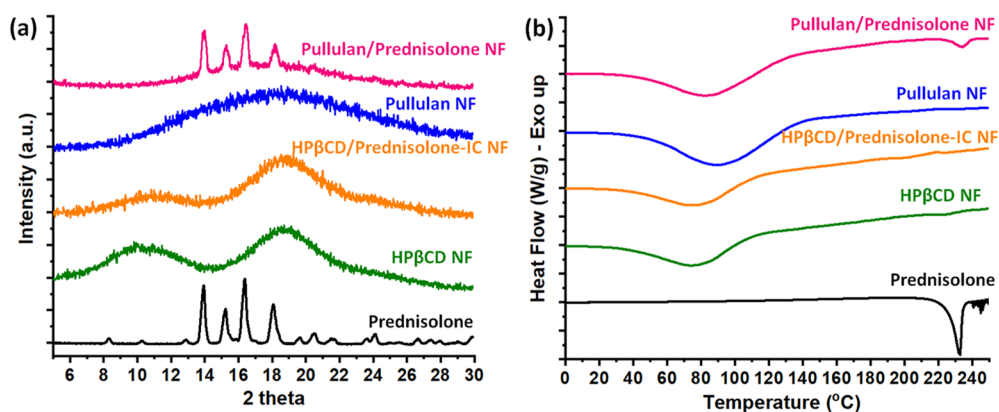 (a)
Pullulan/Prednisolone NF
Pullulan NF
HPβCD/Prednisolone-IC NF
HPβCD NF
Prednisolone
Intensity (a.u.)
6 8 10 12 14 16 18 20 22 24 26 28 30
2 theta
(b)
Pullulan/Prednisolone NF
Pullulan NF
HPβCD/Prednisolone-IC NF
HPβCD NF
Prednisolone
Heat Flow (W/g) - Exo up
0 20 40 60 80 100 120 140 160 180 200 220 240
Temperature (°C)